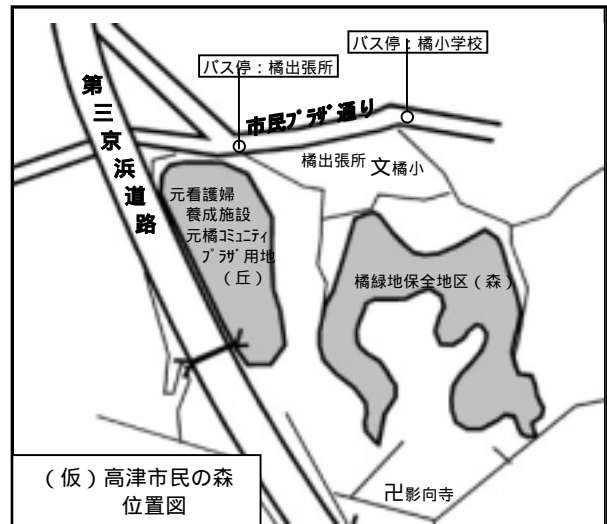 バス停：橘小学校
バス停：橘出張所
第三京浜道路
市民ﾌﾟﾗｻﾞ通り
橘出張所
文橘小
元看護婦
養成施設
元橘ｺﾐｭﾆﾃｨ
ﾌﾟﾗｻﾞ用地
（丘）
橘緑地保全地区（森）
卍影向寺
（仮）高津市民の森
位置図